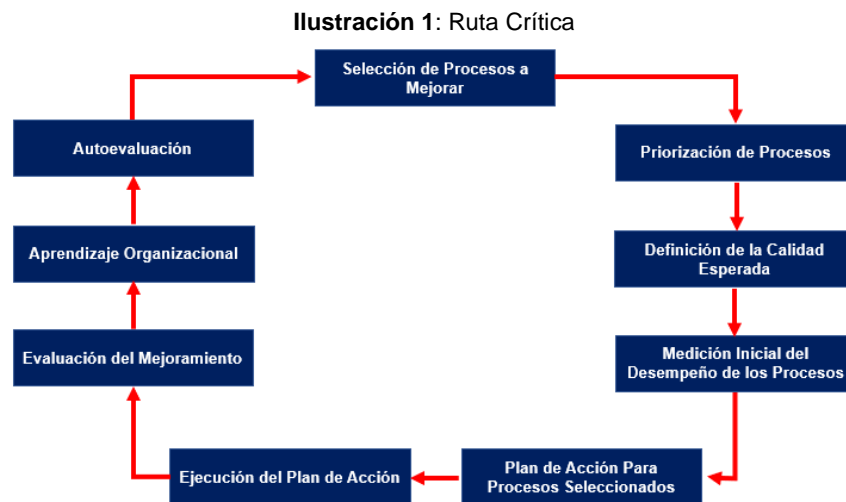 Ilustración 1: Ruta Crítica
Selección de Procesos a
Mejorar
Autoevaluación
Priorización de Procesos
Aprendizaje Organizacional
Definición de la Calidad
Esperada
Evaluación del Mejoramiento
Medición Inicial del
Desempeño de los Procesos
Ejecución del Plan de Acción
Plan de Acción Para
Procesos Seleccionados